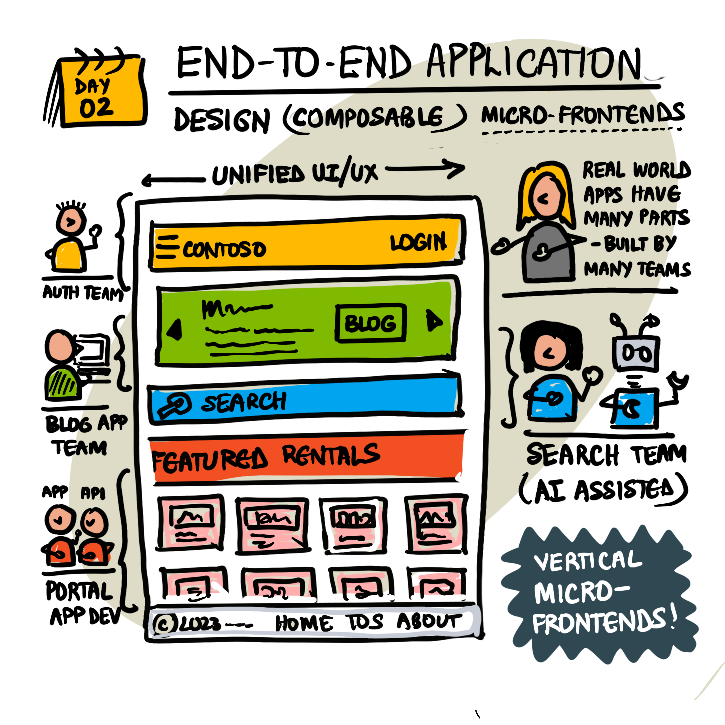 DAY
02
END-TO-END APPLICATION
DESIGN (COMPOSABLE) MICRO-FRONTENDS
UNIFIED UI/UX
REAL WORLD
APPS HAVE
MANY PARTS
- BUILT BY
MANY TEAMS
AUTH TEAM
CONTOSO
LOGIN
BLOG
BLOG APP
TEAM
SEARCH
SEARCH TEAM
(AI ASSISTED)
FEATURED RENTALS
APP API
PORTAL
APP DEV
©2023 --- HOME TOS ABOUT
VERTICAL
MICRO-
FRONTENDS!